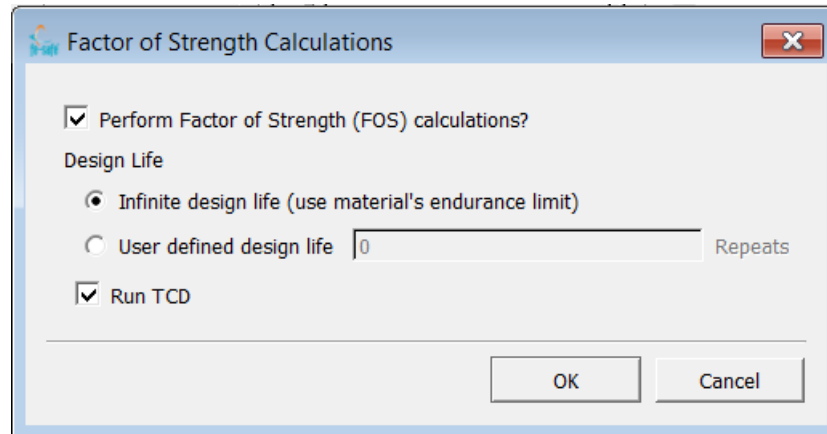 Factor of Strength Calculations
Perform Factor of Strength (FOS) calculations?
Design Life
Infinite design life (use material's endurance limit)
User defined design life 0 Repeats
Run TCD
OK Cancel